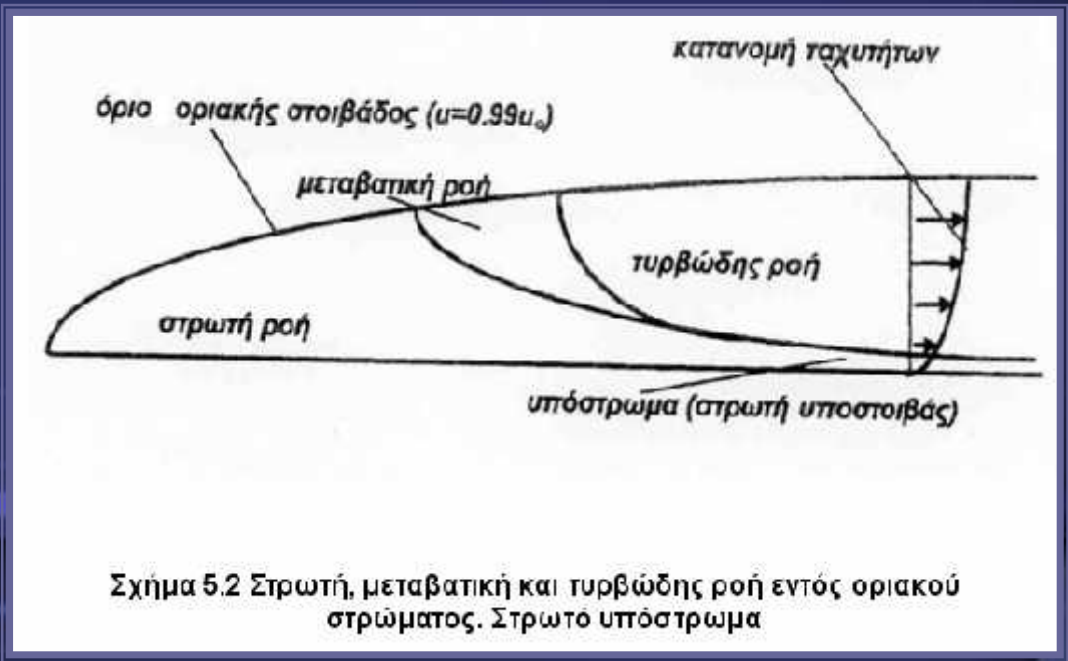 κατανομή ταχυτήτων
όριο οριακής στοιβάδος (u=0.99uₒ)
μεταβατική ροή
τυρβώδης ροή
στρωτή ροή
υπόστρωμα (στρωτή υποστοιβάς)
Σχήμα 5.2 Στρωτή, μεταβατική και τυρβώδης ροή εντός οριακού
στρώματος. Στρωτό υπόστρωμα